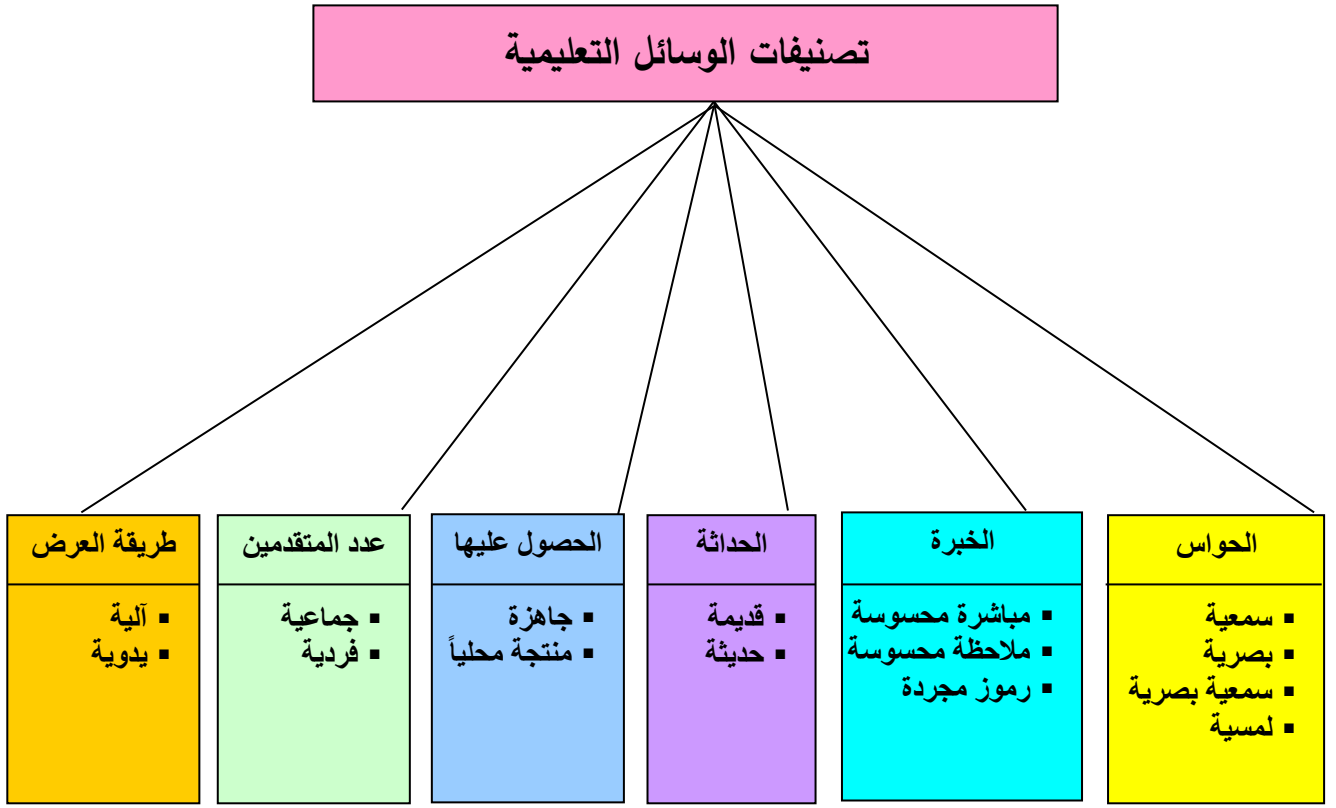 تصنيفات الوسائل التعليمية
الحواس
▪ سمعية
▪ بصرية
▪ سمعية بصرية
▪ لمسية
الخبرة
▪ مباشرة محسوسة
▪ ملاحظة محسوسة
▪ رموز مجردة
الحداثة
▪ قديمة
▪ حديثة
الحصول عليها
▪ جاهزة
▪ منتجة محلياً
عدد المتقدمين
▪ جماعية
▪ فردية
طريقة العرض
▪ آلية
▪ يدوية